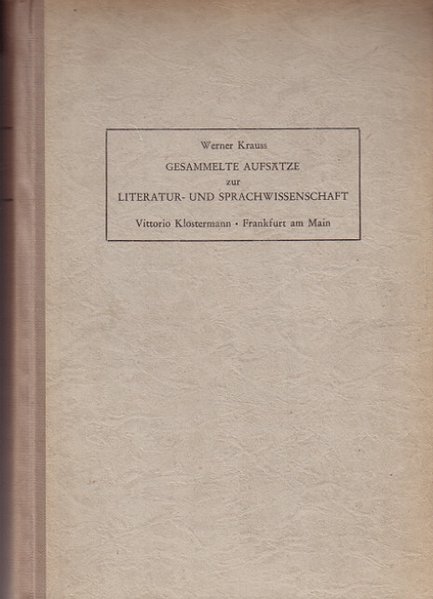 Werner Krauss
GESAMMELTE AUFSÄTZE
zur
LITERATUR- UND SPRACHWISSENSCHAFT
Vittorio Klostermann · Frankfurt am Main